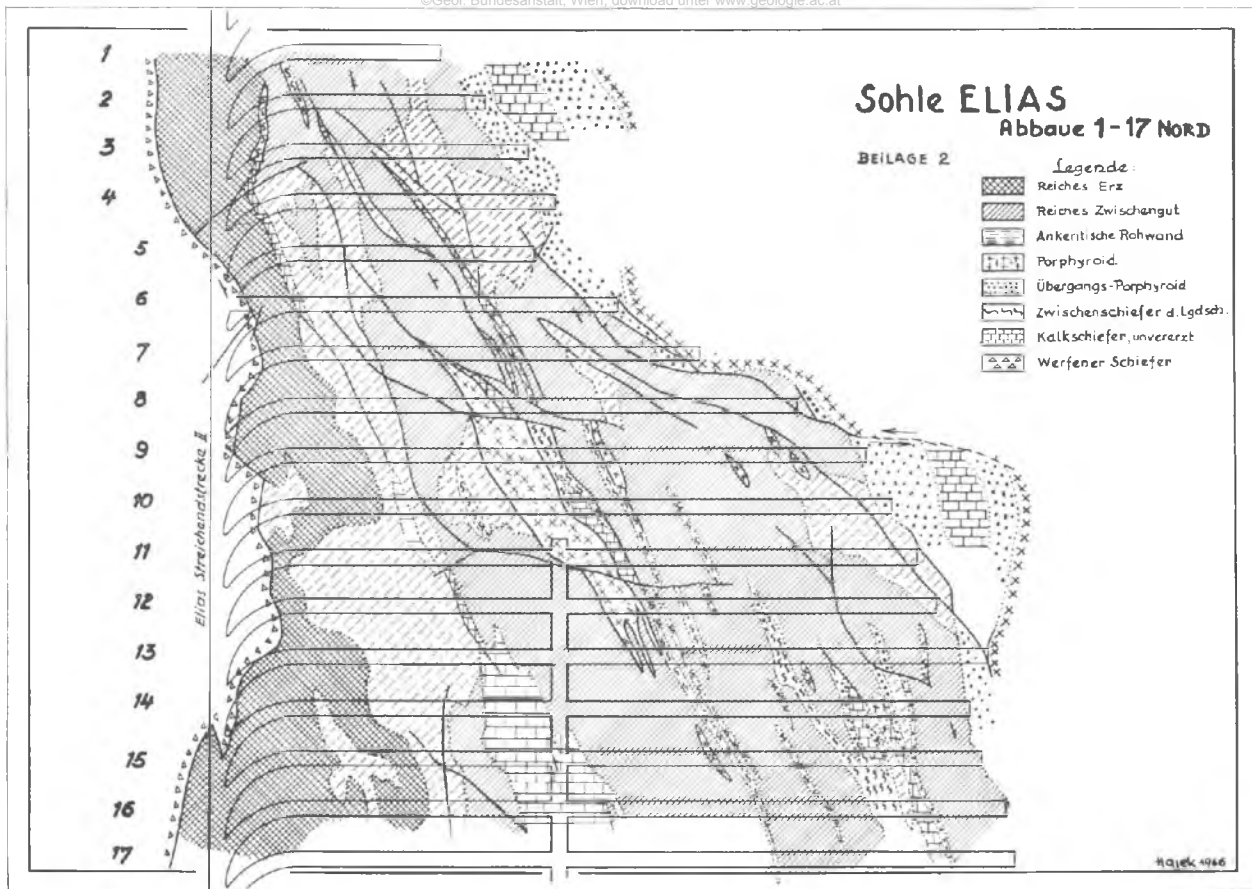 ©Geol. Bundesanstalt, Wien; download unter www.geologie.ac.at
Sohle ELIAS
Abbaue 1-17 NORD
BEILAGE 2
Legende:
Reiches Erz
Reiches Zwischengut
Ankeritische Rohwand
Porphyroid.
Übergangs-Porphyroid
Zwischenschiefer d. Lgdsch.
Kalkschiefer, unvererzt
Werfener Schiefer
1
2
3
4
5
6
7
8
9
10
11
12
13
14
15
16
17
Elias Streichendstrecke II
Hajek 1966